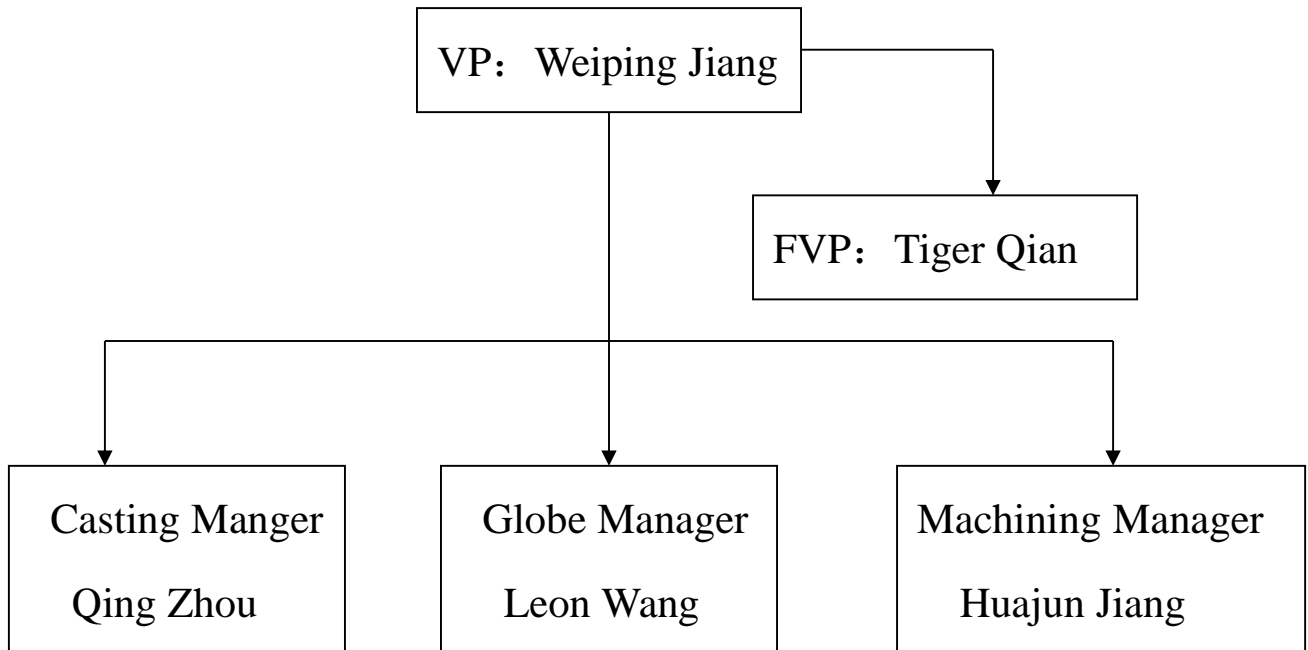 VP： Weiping Jiang
FVP： Tiger Qian
Casting Manger
Qing Zhou
Globe Manager
Leon Wang
Machining Manager
Huajun Jiang